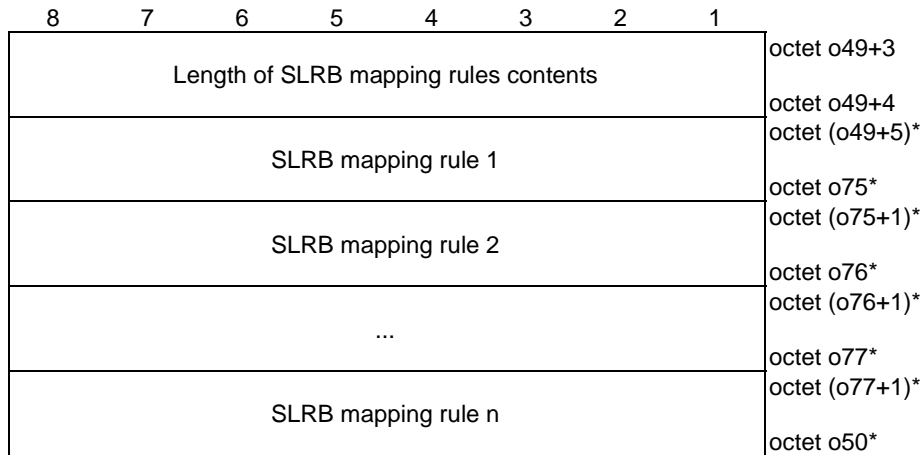 8 7 6 5 4 3 2 1
octet o49+3
Length of SLRB mapping rules contents
octet o49+4
octet (o49+5)*
SLRB mapping rule 1
octet o75*
octet (o75+1)*
SLRB mapping rule 2
octet o76*
octet (o76+1)*
...
octet o77*
octet (o77+1)*
SLRB mapping rule n
octet o50*